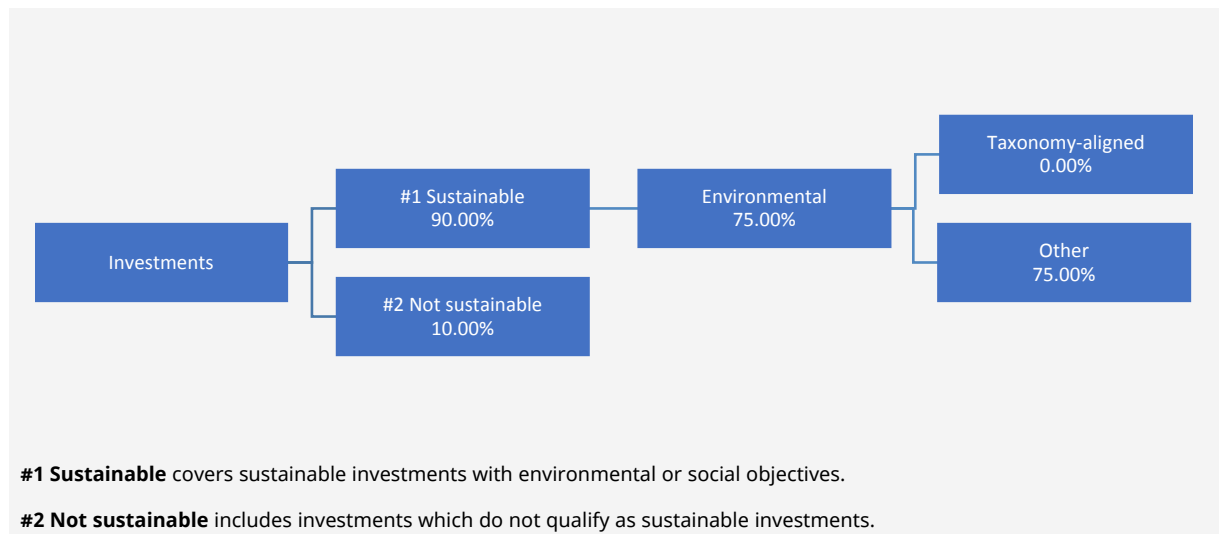 Investments
#1 Sustainable
90.00%
#2 Not sustainable
10.00%
Environmental
75.00%
Taxonomy-aligned
0.00%
Other
75.00%
#1 Sustainable covers sustainable investments with environmental or social objectives.
#2 Not sustainable includes investments which do not qualify as sustainable investments.